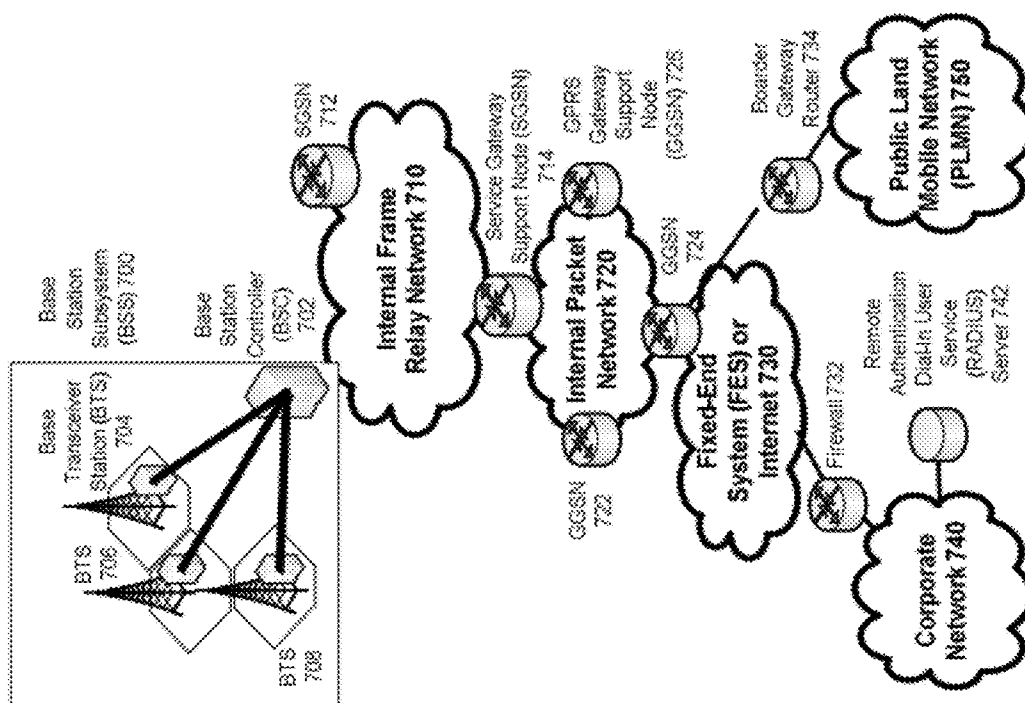 Base
Station
Subsystem
(BSS) 700
Base
Transceiver
Station (BTS)
704
BTS
706
BTS
708
Base
Station
Controller
(BSC)
702
SGSN
712
Internal Frame
Relay Network 710
Service Gateway
Support Node (SGSN)
714
GPRS
Gateway
Support
Node
(GGSN) 726
Internal Packet
Network 720
GGSN
722
GGSN
724
Boarder
Gateway
Router 734
Fixed-End
System (FES) or
Internet 730
Public Land
Mobile Network
(PLMN) 750
Firewall 732
Remote
Authentication
Dial-In User
Service
(RADIUS)
Server 742
Corporate
Network 740